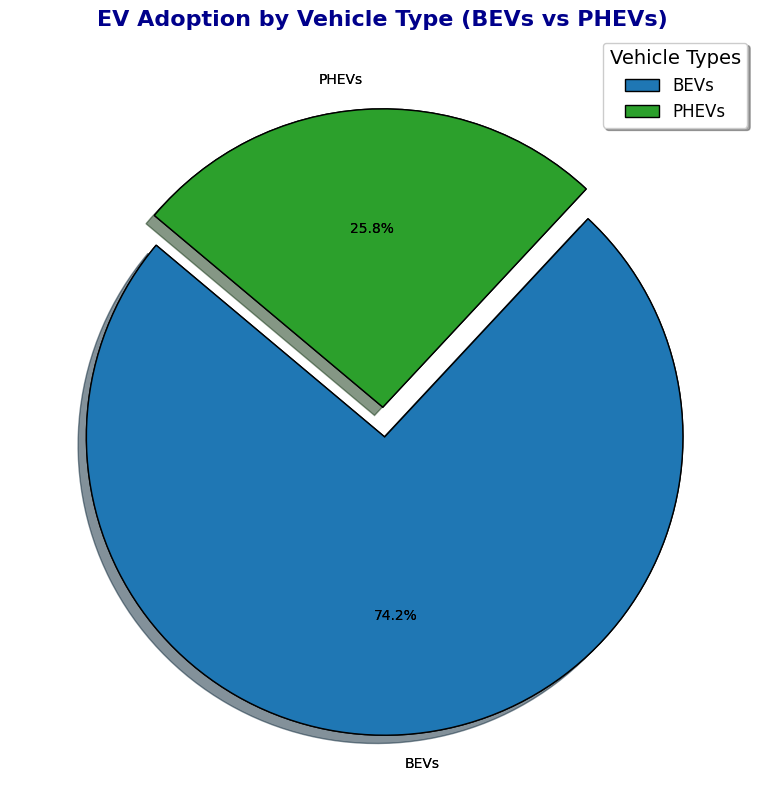 EV Adoption by Vehicle Type (BEVs vs PHEVs)
Vehicle Types
BEVs
PHEVs
PHEVs
25.8%
74.2%
BEVs